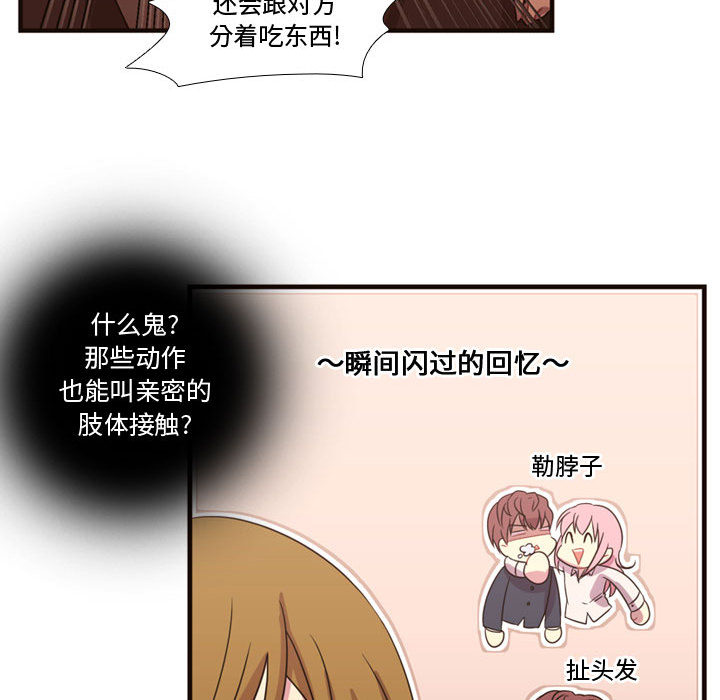 还会跟对方
分着吃东西!
什么鬼?
那些动作
也能叫亲密的
肢体接触?
～瞬间闪过的回忆～
勒脖子
扯头发